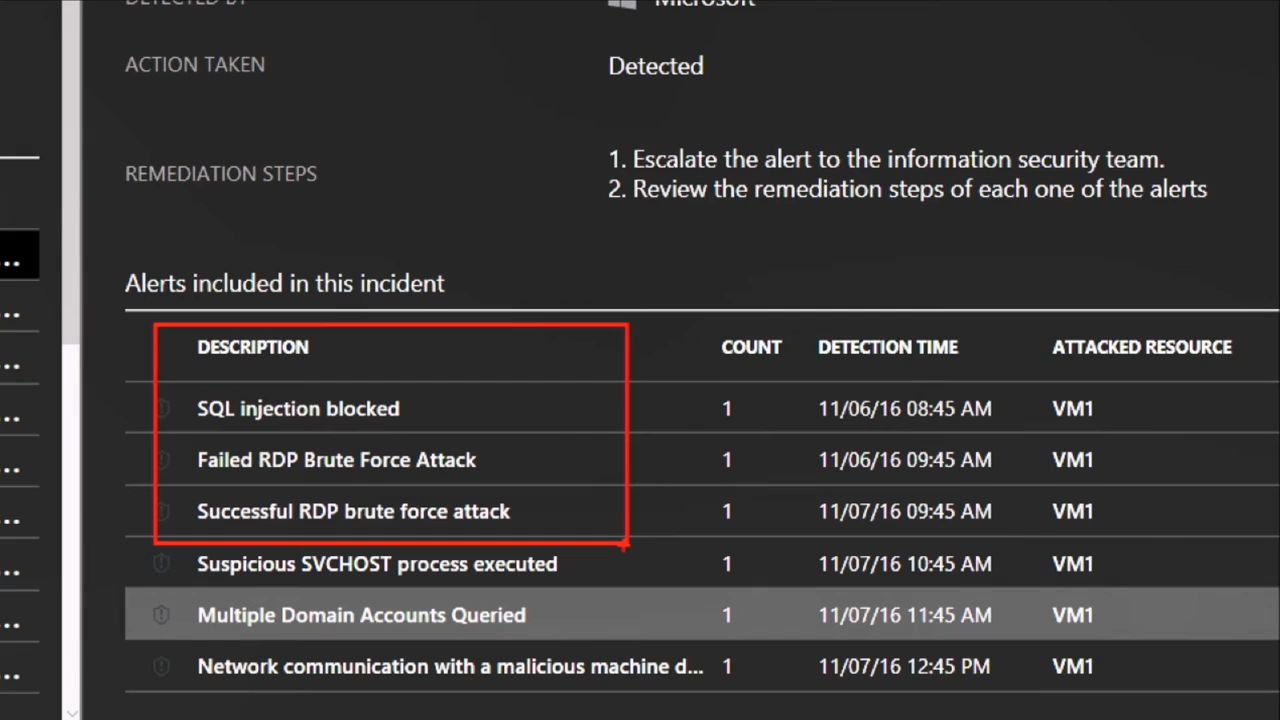 DETECTED BY
Microsoft
ACTION TAKEN
Detected
REMEDIATION STEPS
1. Escalate the alert to the information security team.
2. Review the remediation steps of each one of the alerts
Alerts included in this incident
DESCRIPTION COUNT DETECTION TIME ATTACKED RESOURCE
SQL injection blocked 1 11/06/16 08:45 AM VM1
Failed RDP Brute Force Attack 1 11/06/16 09:45 AM VM1
Successful RDP brute force attack 1 11/07/16 09:45 AM VM1
Suspicious SVCHOST process executed 1 11/07/16 10:45 AM VM1
Multiple Domain Accounts Queried 1 11/07/16 11:45 AM VM1
Network communication with a malicious machine d... 1 11/07/16 12:45 PM VM1